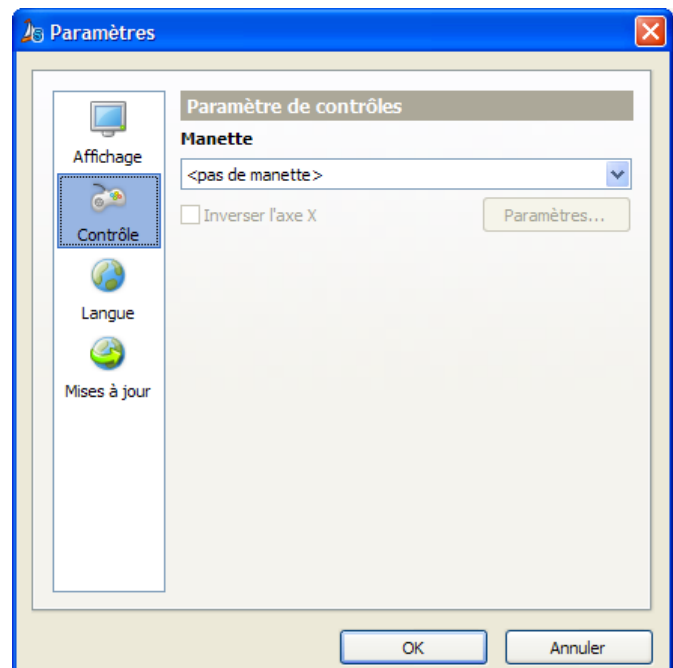 Paramètres
Affichage
Contrôle
Langue
Mises à jour
Paramètre de contrôles
Manette
<pas de manette>
Inverser l'axe X
Paramètres...
OK
Annuler